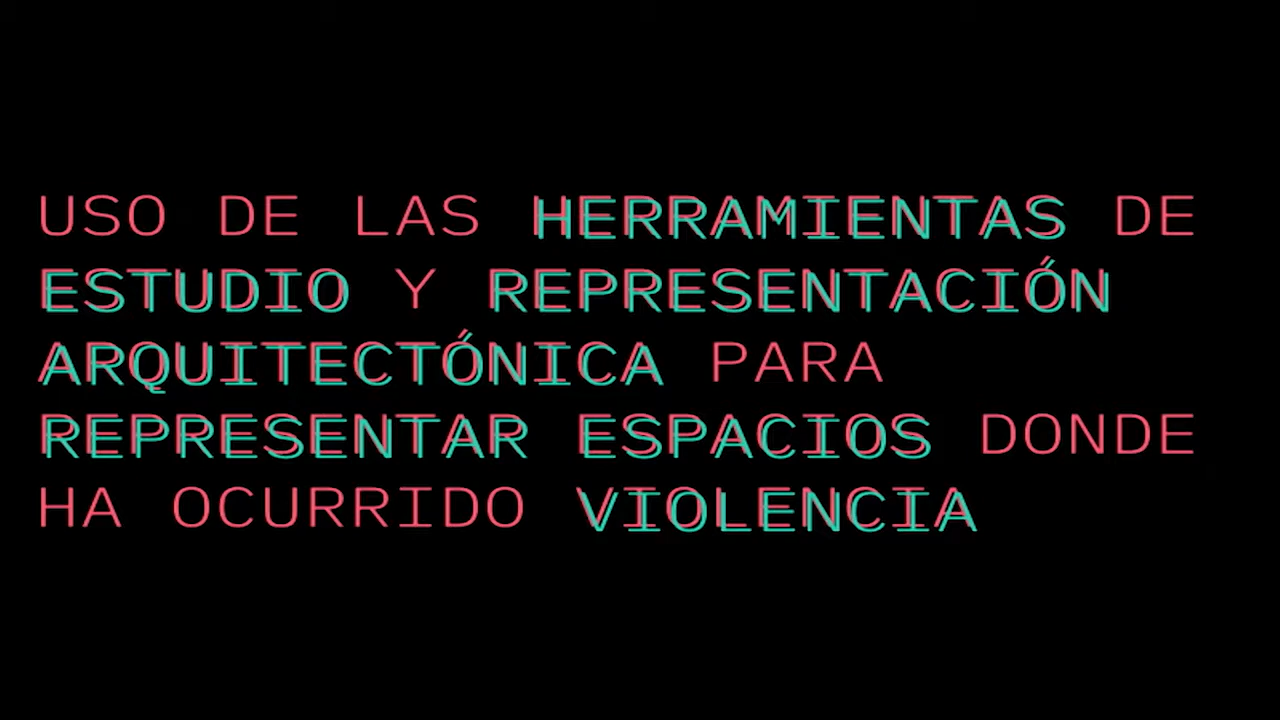 USO DE LAS HERRAMIENTAS DE
ESTUDIO Y REPRESENTACIÓN
ARQUITECTÓNICA PARA
REPRESENTAR ESPACIOS DONDE
HA OCURRIDO VIOLENCIA